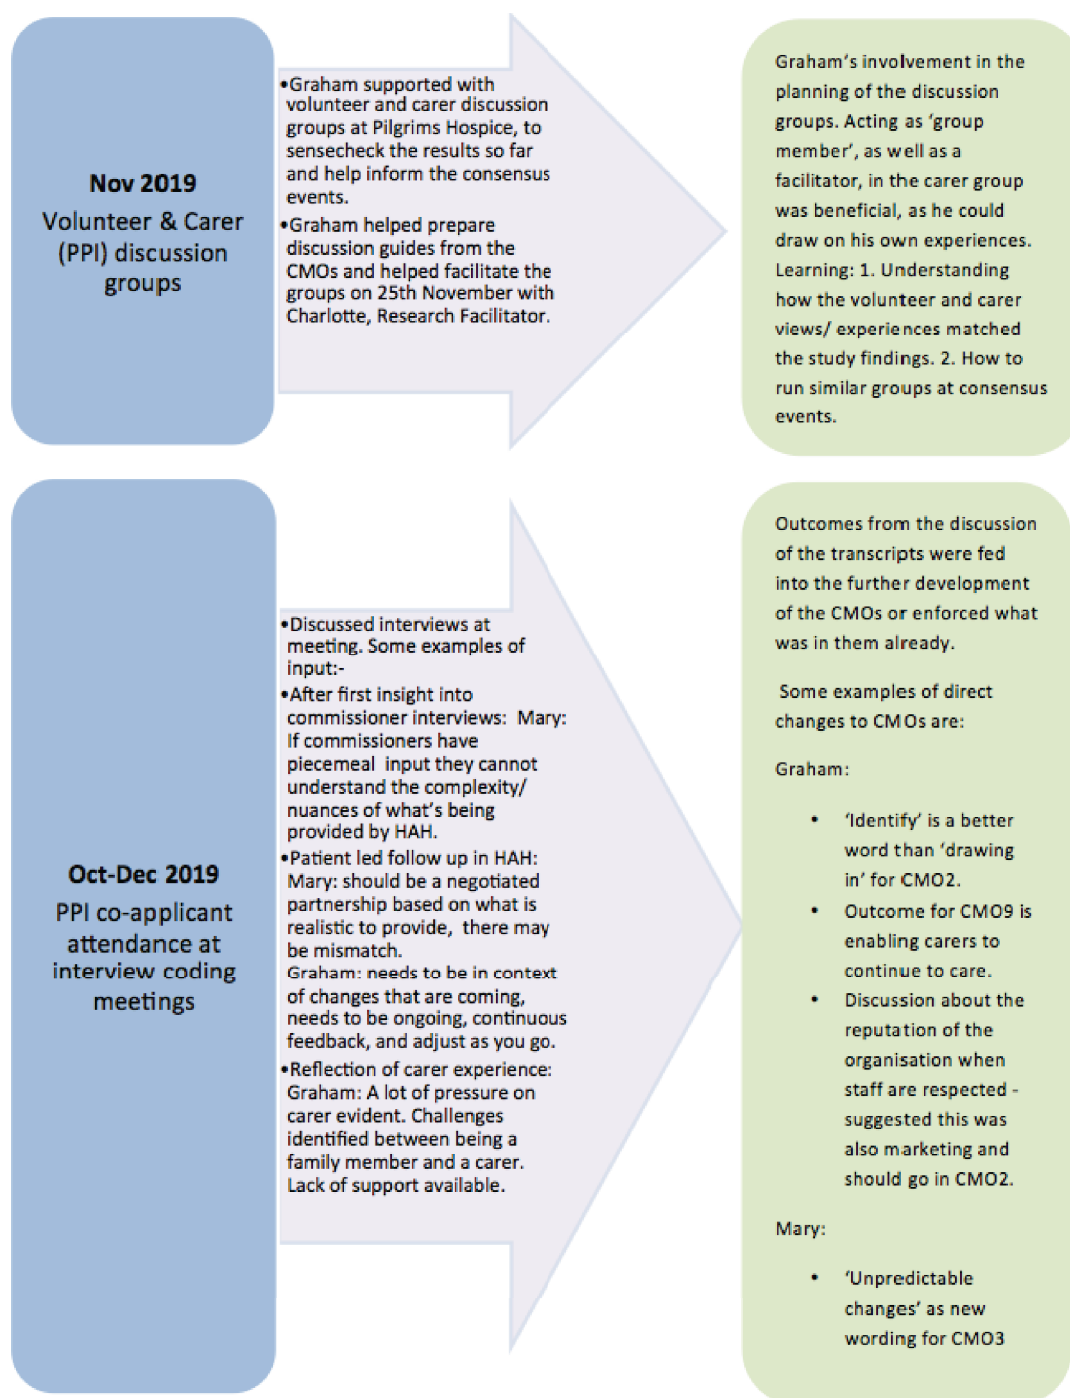 Nov 2019
Volunteer & Carer
(PPI) discussion
groups
•Graham supported with
volunteer and carer discussion
groups at Pilgrims Hospice, to
sensecheck the results so far
and help inform the consensus
events.
•Graham helped prepare
discussion guides from the
CMOs and helped facilitate the
groups on 25th November with
Charlotte, Research Facilitator.
Graham's involvement in the
planning of the discussion
groups. Acting as 'group
member', as well as a
facilitator, in the carer group
was beneficial, as he could
draw on his own experiences.
Learning: 1. Understanding
how the volunteer and carer
views/ experiences matched
the study findings. 2. How to
run similar groups at consensus
events.
Oct-Dec 2019
PPI co-applicant
attendance at
interview coding
meetings
•Discussed interviews at
meeting. Some examples of
input:-
•After first insight into
commissioner interviews: Mary:
If commissioners have
piecemeal input they cannot
understand the complexity/
nuances of what's being
provided by HAH.
•Patient led follow up in HAH:
Mary: should be a negotiated
partnership based on what is
realistic to provide, there may
be mismatch.
Graham: needs to be in context
of changes that are coming,
needs to be ongoing, continuous
feedback, and adjust as you go.
•Reflection of carer experience:
Graham: A lot of pressure on
carer evident. Challenges
identified between being a
family member and a carer.
Lack of support available.
Outcomes from the discussion
of the transcripts were fed
into the further development
of the CMOs or enforced what
was in them already.
Some examples of direct
changes to CMOs are:
Graham:
• 'Identify' is a better
word than 'drawing
in' for CMO2.
• Outcome for CMO9 is
enabling carers to
continue to care.
• Discussion about the
reputation of the
organisation when
staff are respected -
suggested this was
also marketing and
should go in CMO2.
Mary:
• 'Unpredictable
changes' as new
wording for CMO3